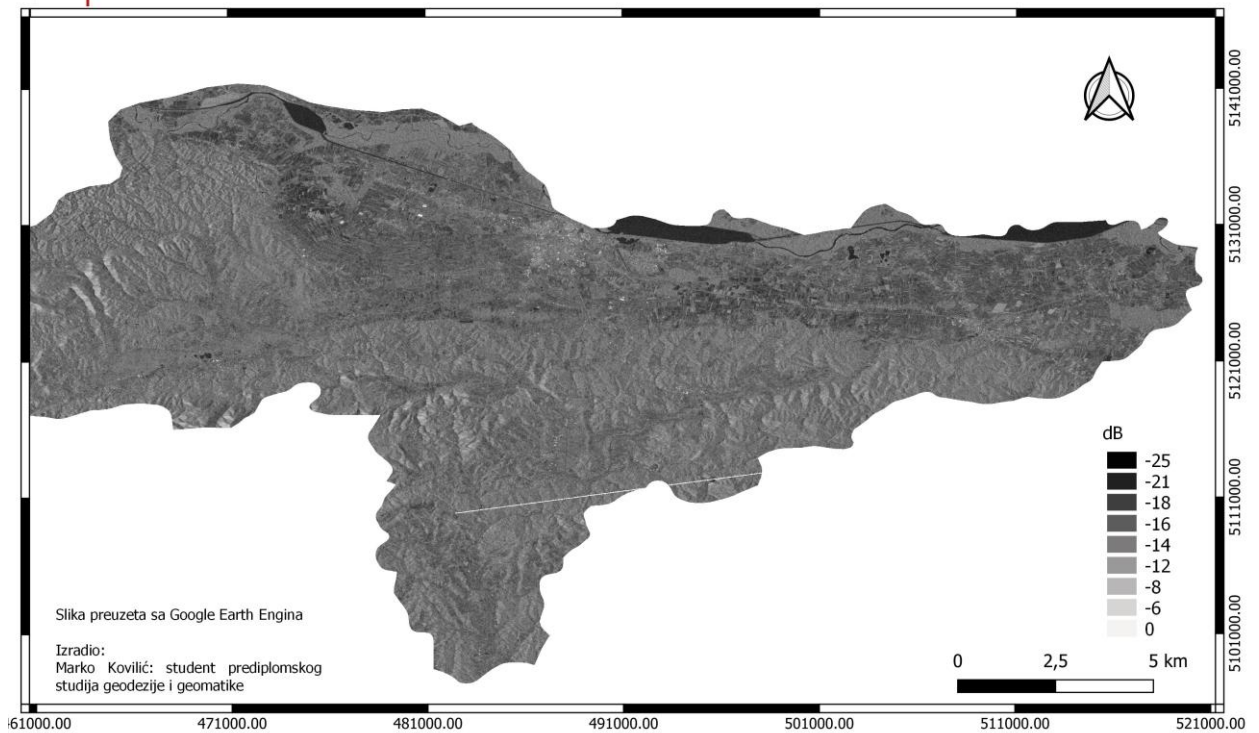 5141000.00
5131000.00
5121000.00
5111000.00
5101000.00
dB
-25
-21
-18
-16
-14
-12
-8
-6
0
Slika preuzeta sa Google Earth Engina
Izradio:
Marko Kovilić: student prediplomskog
studija geodezije i geomatike
0 2,5 5 km
461000.00 471000.00 481000.00 491000.00 501000.00 511000.00 521000.00